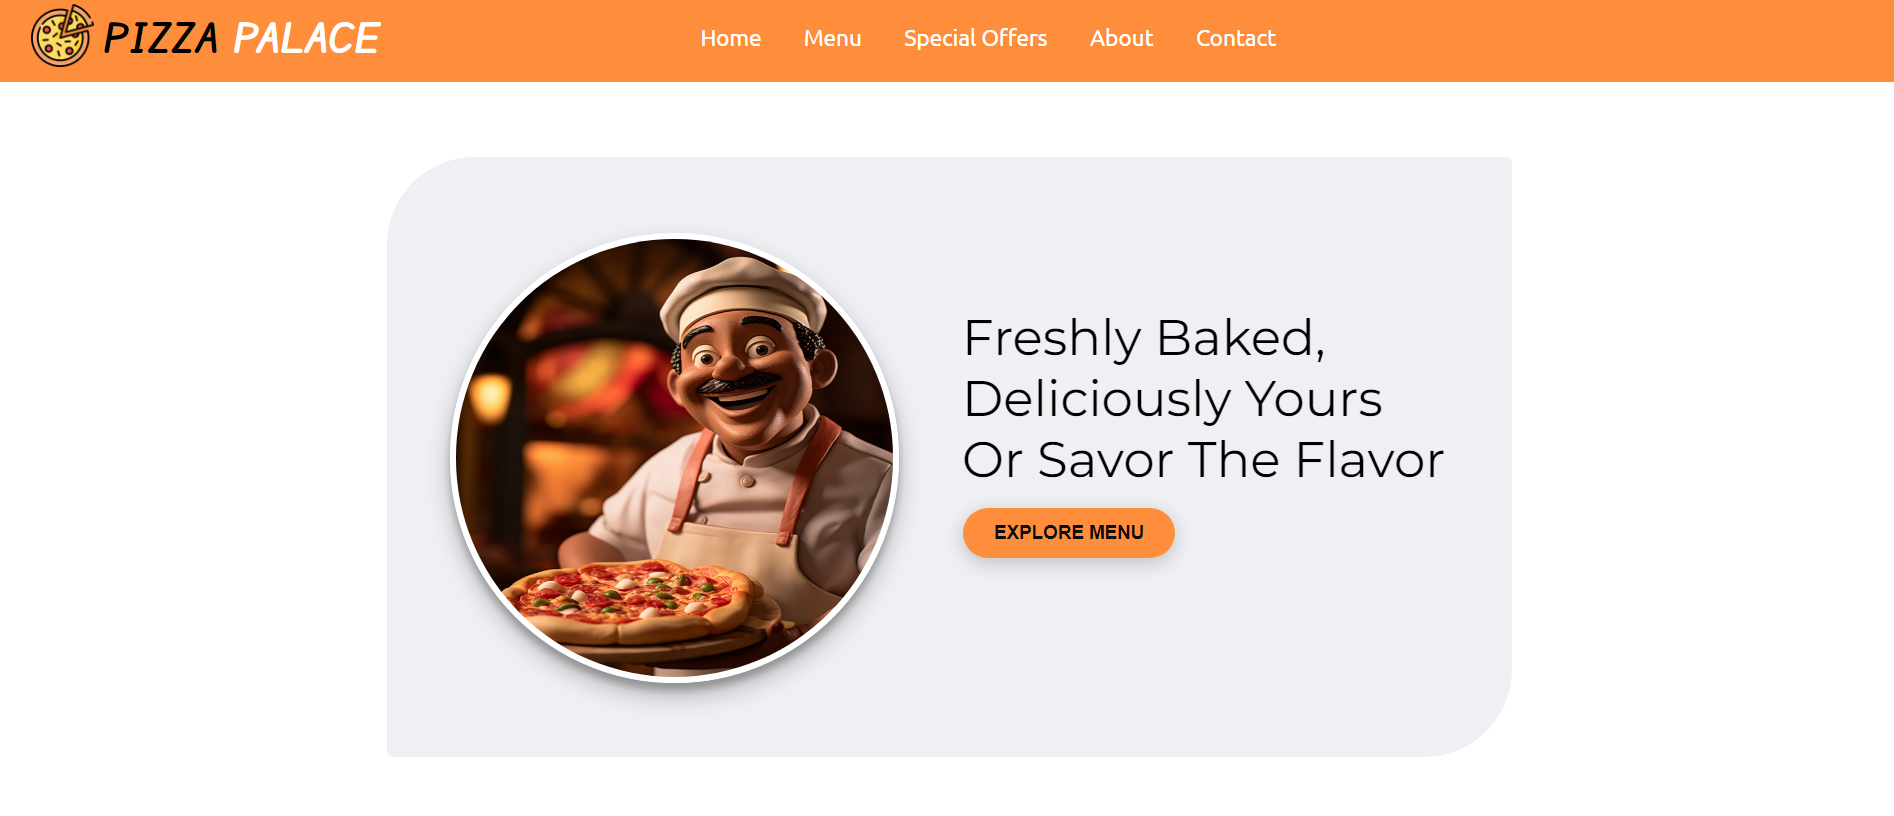 PIZZA PALACE
Home Menu Special Offers About Contact
Freshly Baked,
Deliciously Yours
Or Savor The Flavor
EXPLORE MENU